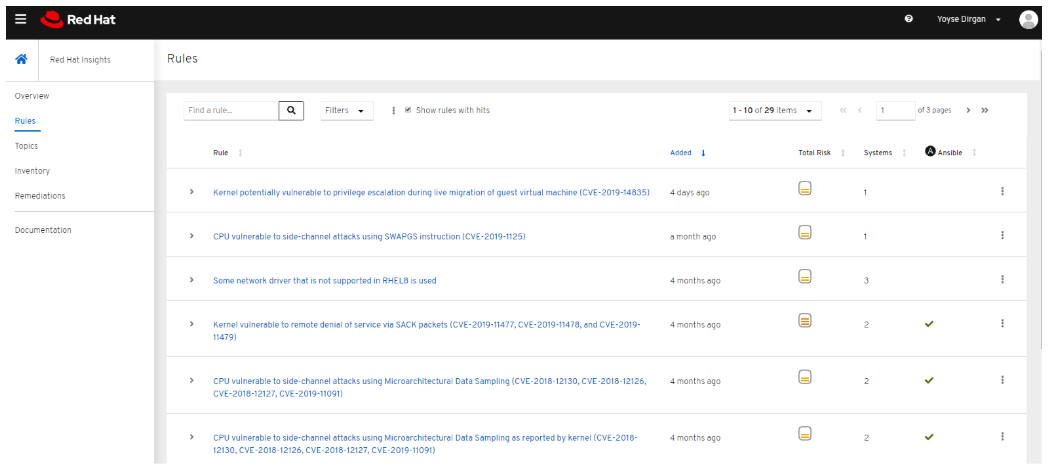 Red Hat
Yoyse Dirgan
Red Hat Insights
Rules
Overview
Rules
Topics
Inventory
Remediations
Documentation
Find a rule...
Filters
Show rules with hits
1 - 10 of 29 items
1
of 3 pages
Rule
Added
Total Risk
Systems
A Ansible
Kernel potentially vulnerable to privilege escalation during live migration of guest virtual machine (CVE-2019-14835)
4 days ago
1
CPU vulnerable to side-channel attacks using SWAPGS instruction (CVE-2019-1125)
a month ago
1
Some network driver that is not supported in RHEL8 is used
4 months ago
3
Kernel vulnerable to remote denial of service via SACK packets (CVE-2019-11477, CVE-2019-11478, and CVE-2019-
11479)
4 months ago
2
CPU vulnerable to side-channel attacks using Microarchitectural Data Sampling (CVE-2018-12130, CVE-2018-12126,
CVE-2018-12127, CVE-2019-11091)
4 months ago
2
CPU vulnerable to side-channel attacks using Microarchitectural Data Sampling as reported by kernel (CVE-2018-
12130, CVE-2018-12126, CVE-2018-12127, CVE-2019-11091)
4 months ago
2